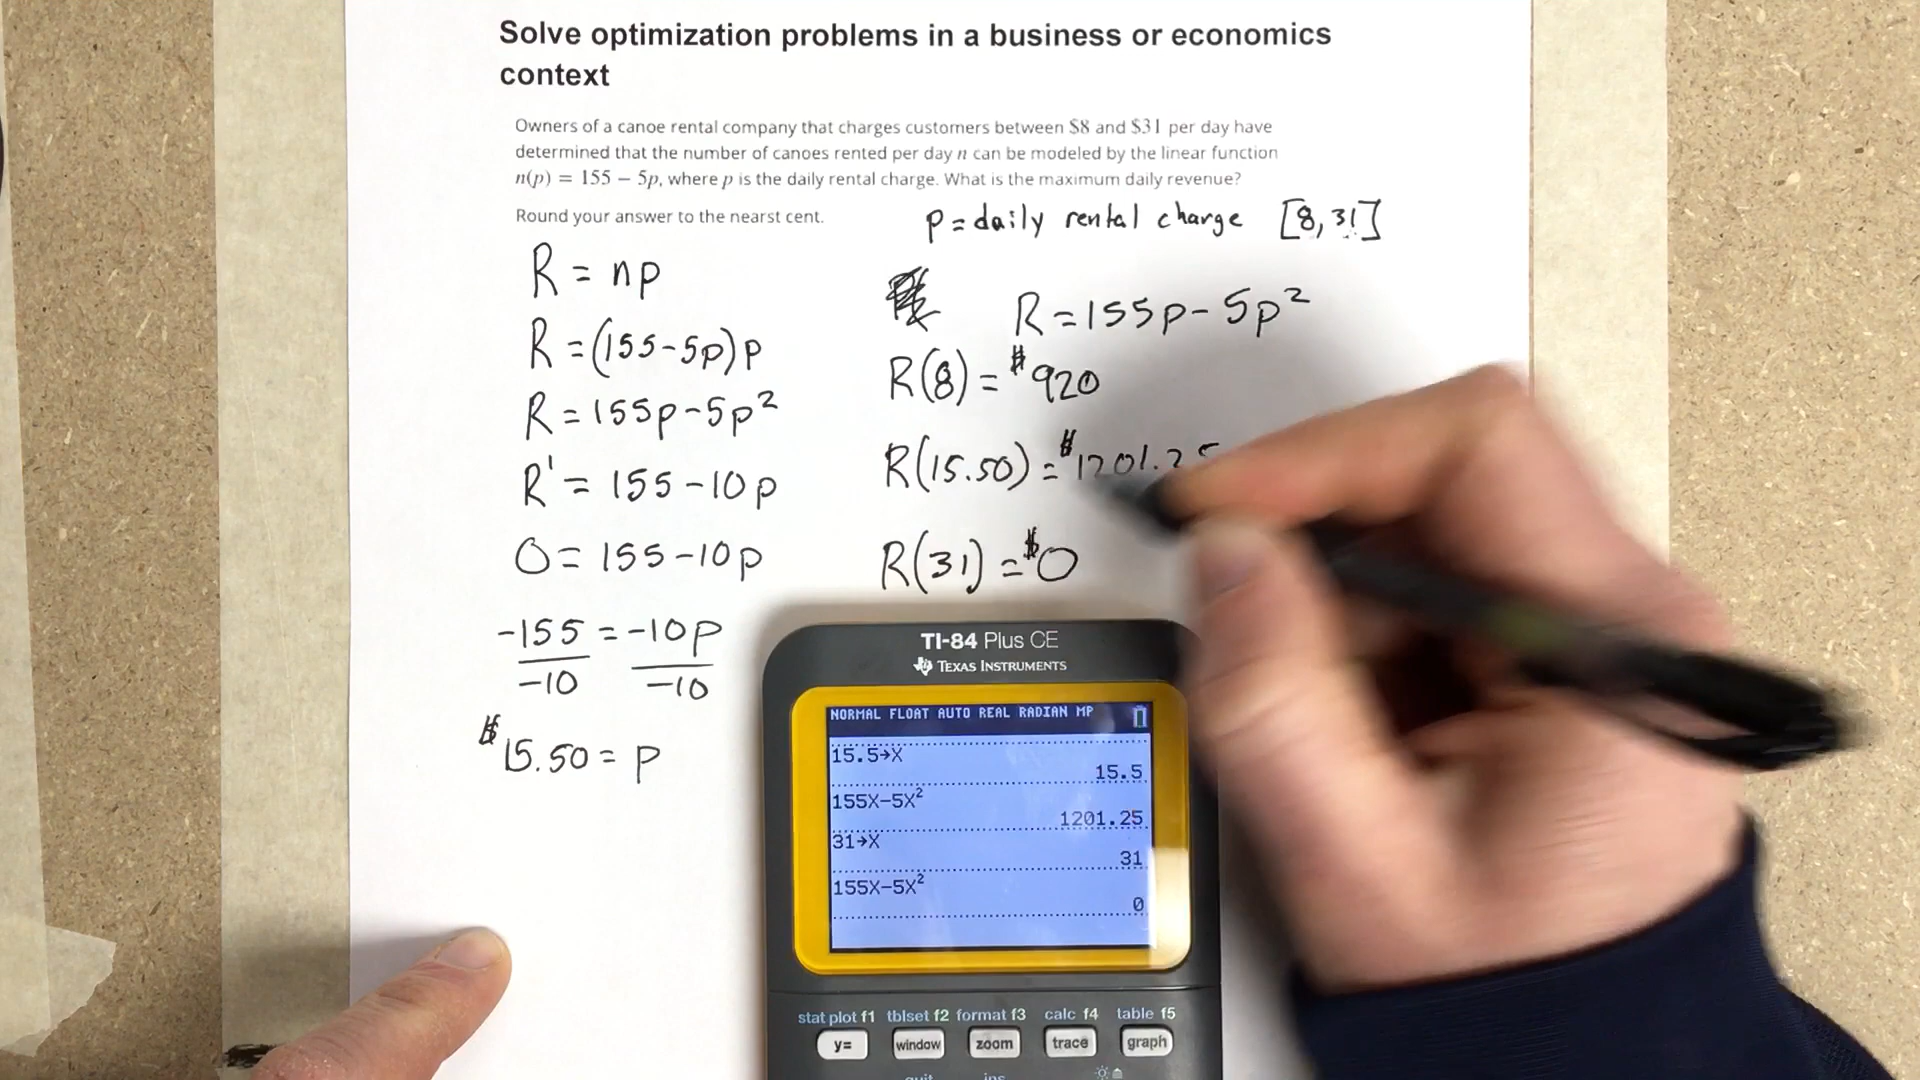 Solve optimization problems in a business or economics
context
Owners of a canoe rental company that charges customers between $8 and $31 per day have
determined that the number of canoes rented per day n can be modeled by the linear function
n(p) = 155 − 5p, where p is the daily rental charge. What is the maximum daily revenue?
Round your answer to the nearst cent.
p = daily rental charge [8, 31]
R = np
R = (155-5p)p
R = 155p-5p²
R' = 155-10p
0 = 155-10p
-155 = -10p
-10 -10
$15.50 = p
R = 155p - 5p²
R(8) = $920
R(15.50) = $1201.25
R(31) = $0
TI-84 Plus CE
TEXAS INSTRUMENTS
NORMAL FLOAT AUTO REAL RADIAN MP
15.5→X
15.5
155X-5X²
1201.25
31→X
31
155X-5X²
0
stat plot f1 tblset f2 format f3 calc f4 table f5
y= window zoom trace graph